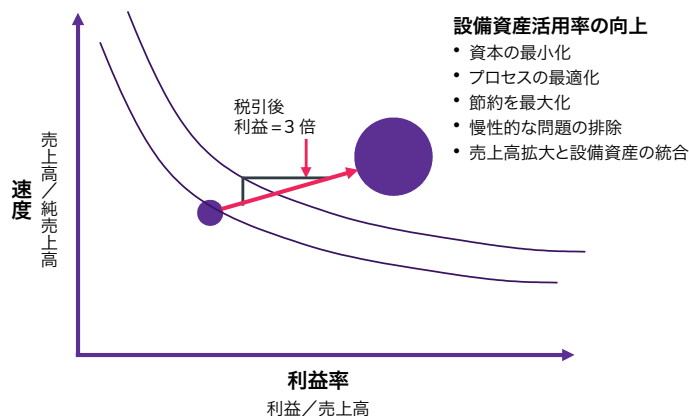 設備資産活用率の向上
• 資本の最小化
• プロセスの最適化
• 節約を最大化
• 慢性的な問題の排除
• 売上高拡大と設備資産の統合
税引後
利益=3 倍
速度
売上高／純売上高
利益率
利益／売上高